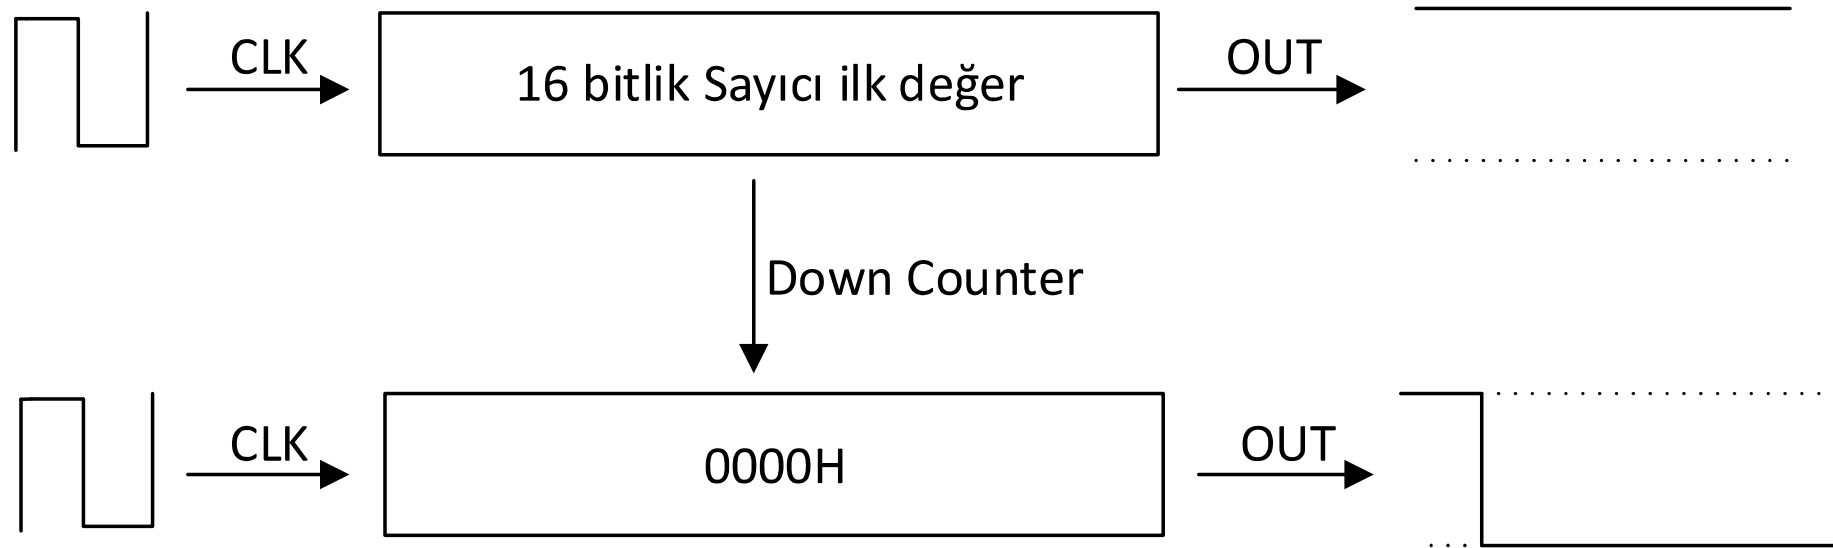 CLK
16 bitlik Sayıcı ilk değer
OUT
Down Counter
CLK
0000H
OUT